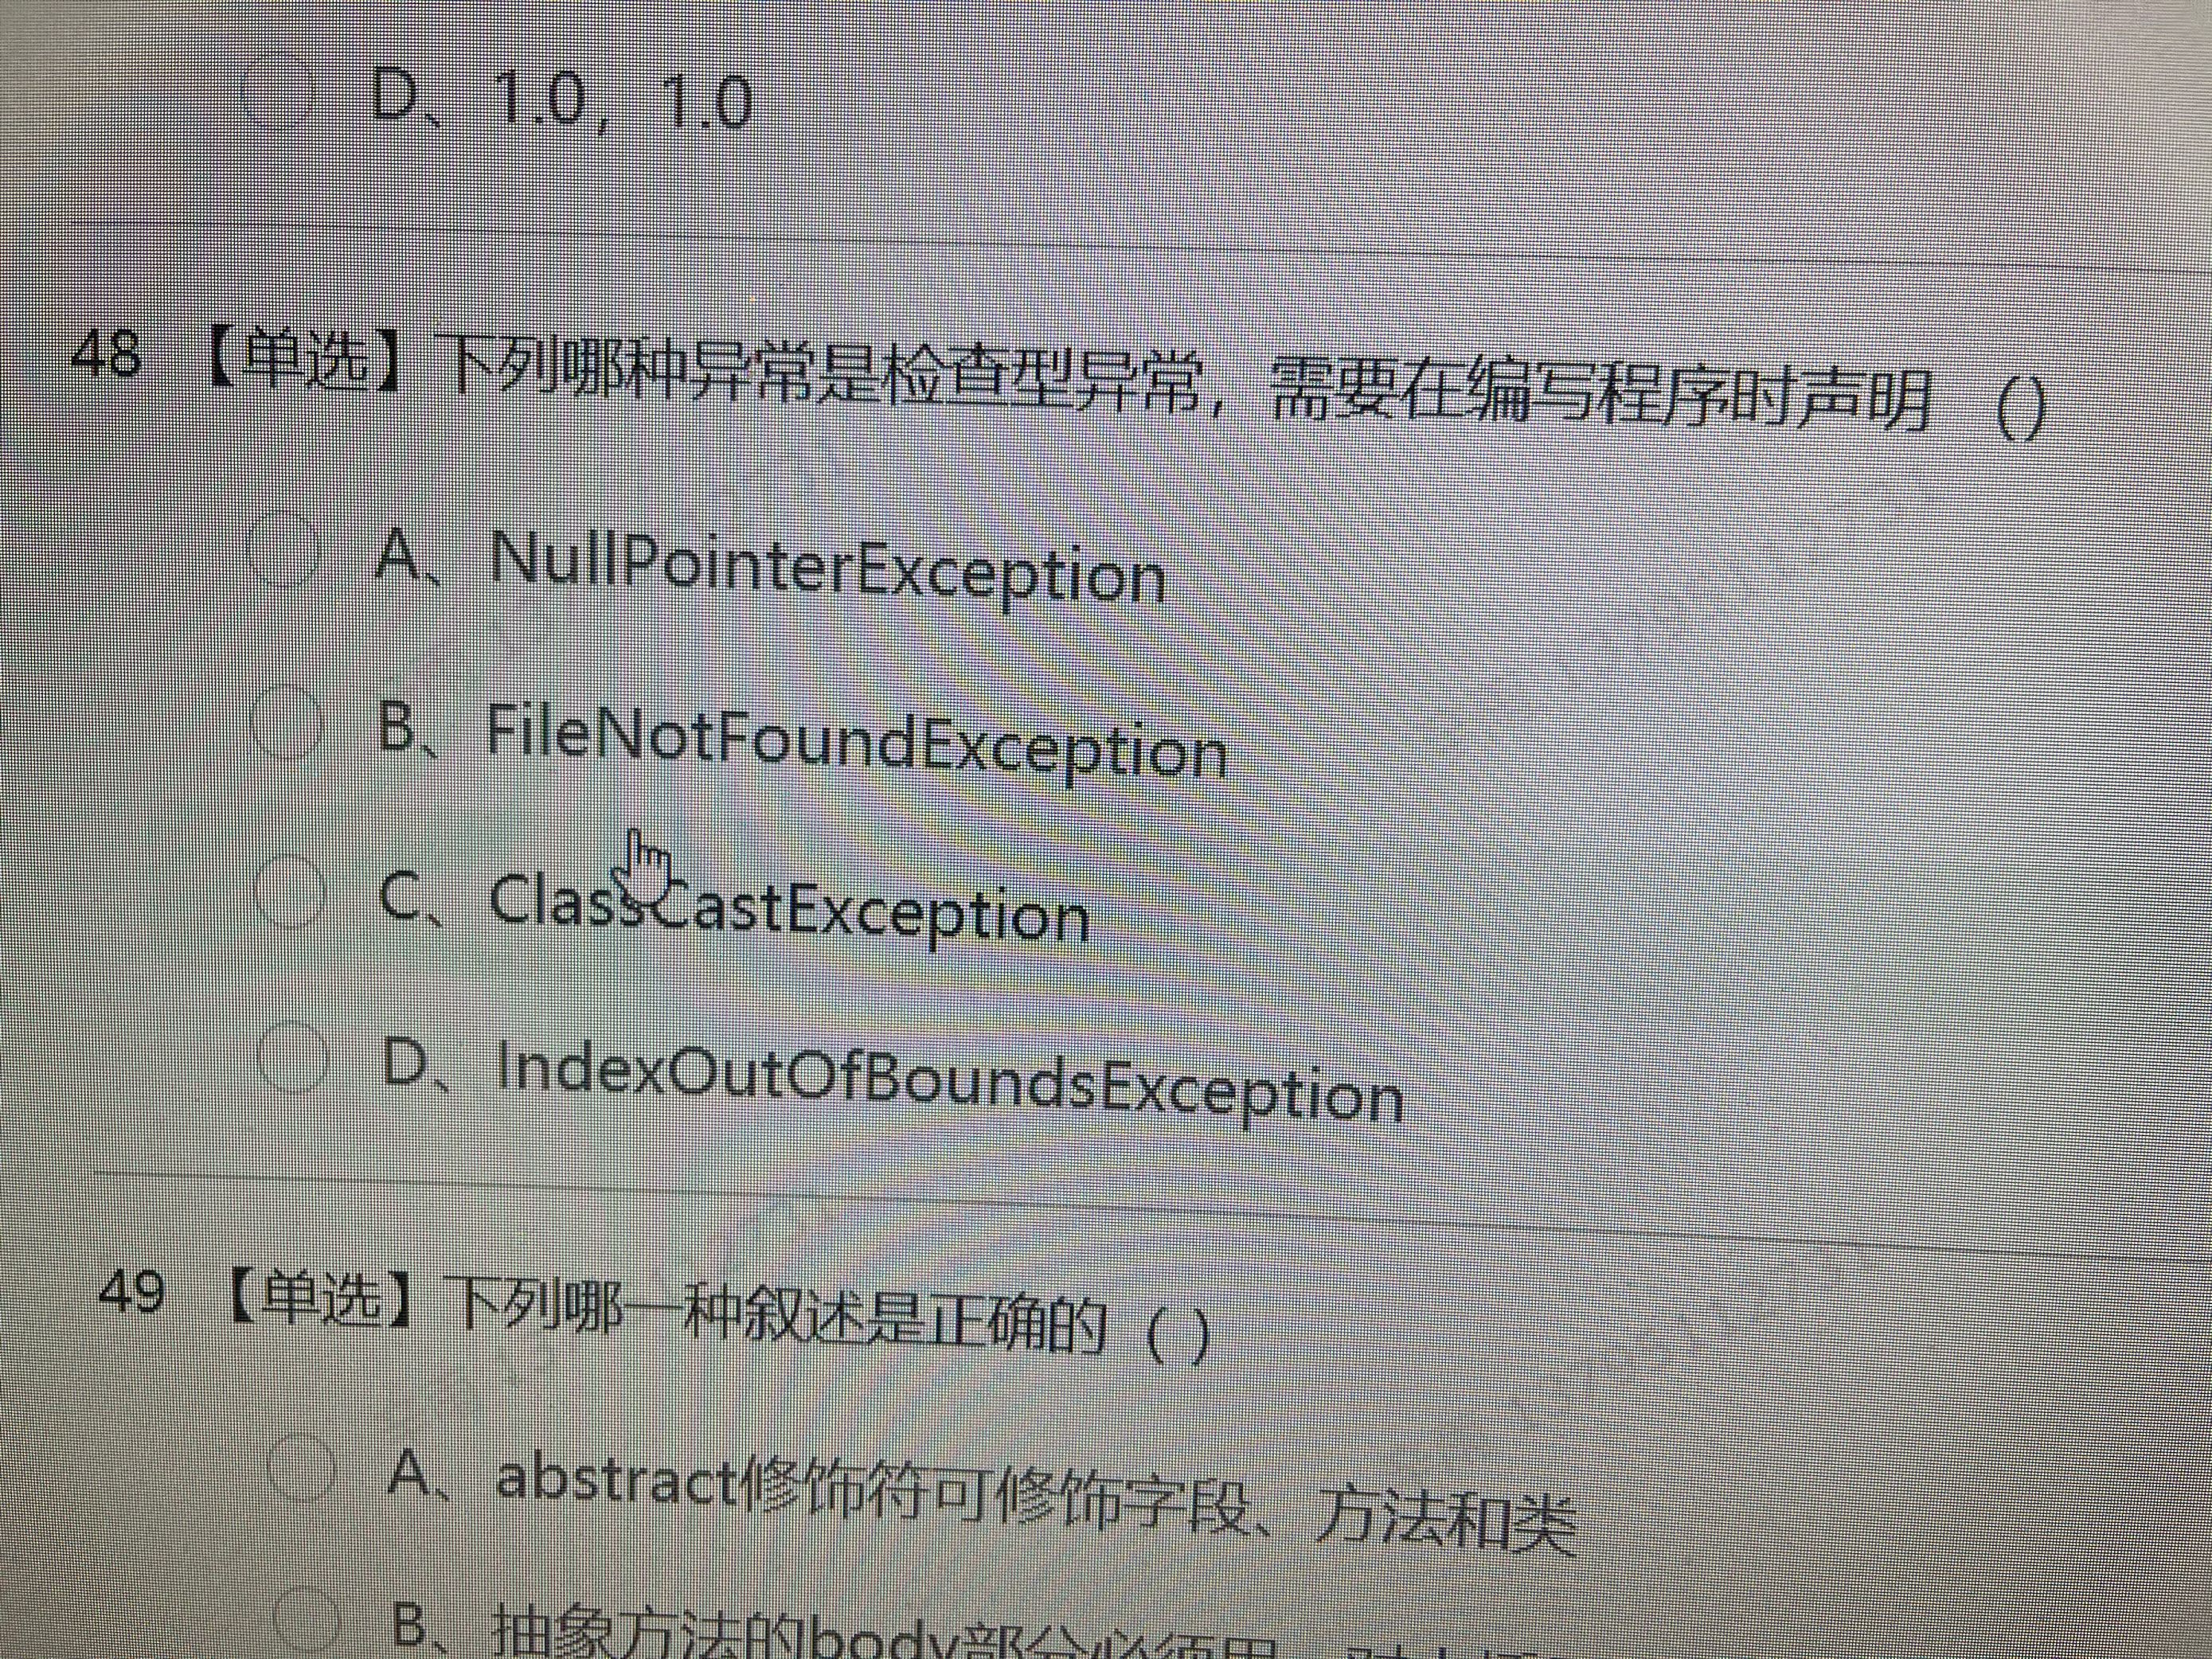 D、1.0，1.0
48 【单选】下列哪种异常是检查型异常，需要在编写程序时声明 ()
A、NullPointerException
B、FileNotFoundException
C、ClassCastException
D、IndexOutOfBoundsException
49 【单选】下列哪一种叙述是正确的 ( )
A、abstract修饰符可修饰字段、方法和类
B、抽象方法的body部分必须用